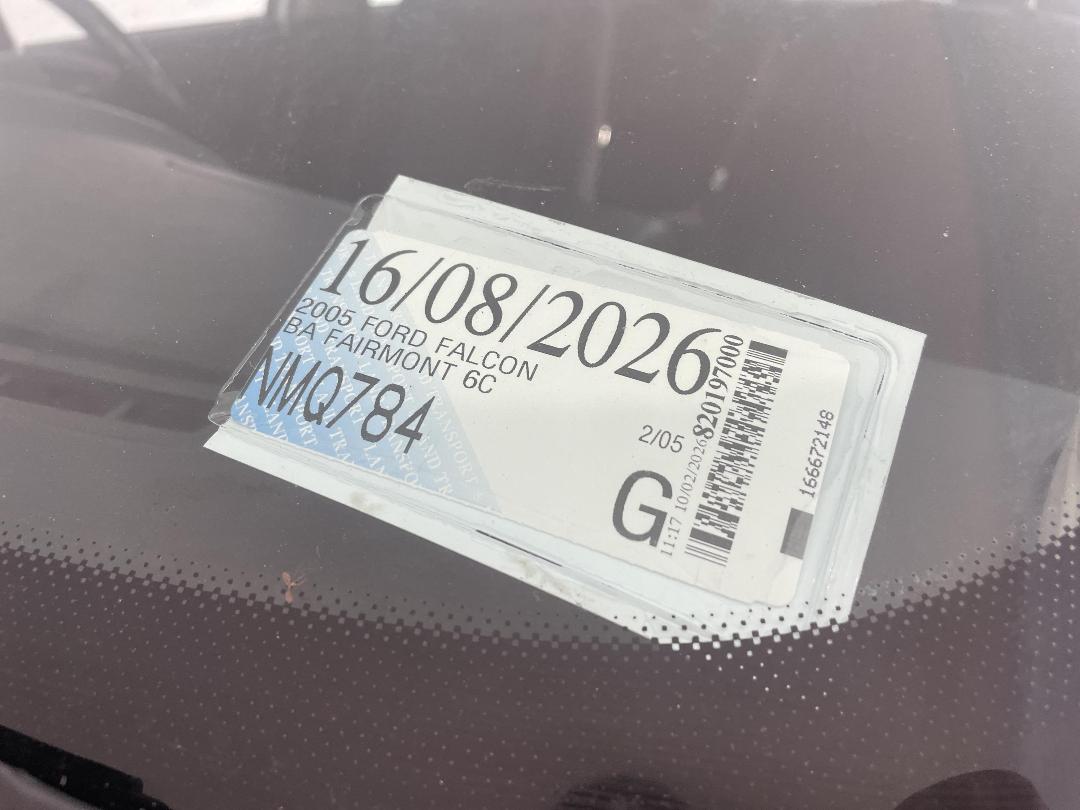 16/08/2026
2005 FORD FALCON
BA FAIRMONT 6C
NMQ784
2/05
G
11:17 10/02/2026 820197000
166672148